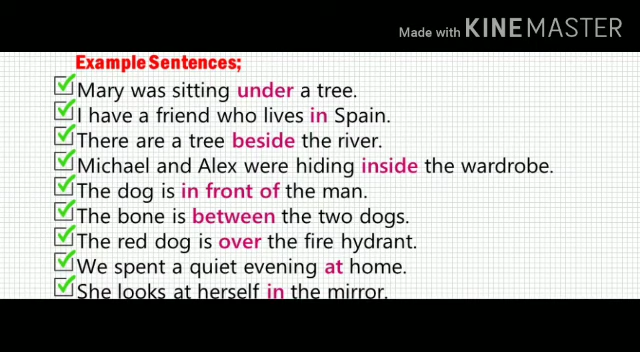 Made with KINEMASTER
Example Sentences;
Mary was sitting under a tree.
I have a friend who lives in Spain.
There are a tree beside the river.
Michael and Alex were hiding inside the wardrobe.
The dog is in front of the man.
The bone is between the two dogs.
The red dog is over the fire hydrant.
We spent a quiet evening at home.
She looks at herself in the mirror.